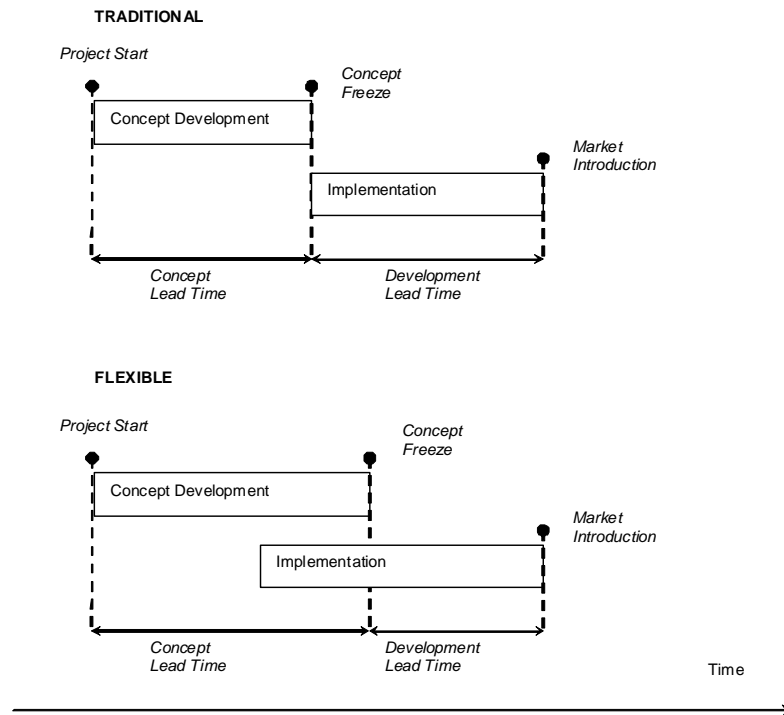 TRADITIONAL
Project Start
Concept
Freeze
Concept Development
Market
Introduction
Implementation
Concept
Lead Time
Development
Lead Time
FLEXIBLE
Project Start
Concept
Freeze
Concept Development
Market
Introduction
Implementation
Concept
Lead Time
Development
Lead Time
Time